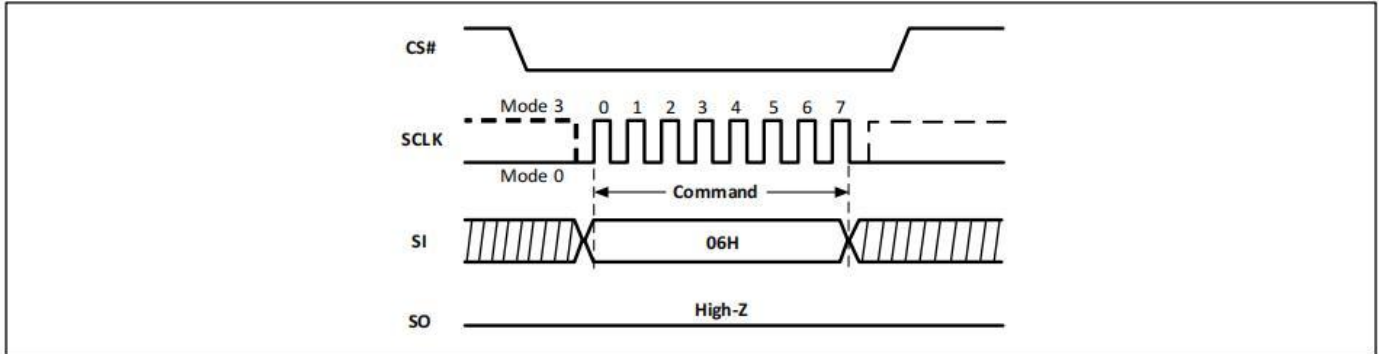 CS#
Mode 3 0 1 2 3 4 5 6 7
SCLK
Mode 0
Command
SI 06H
High-Z
SO